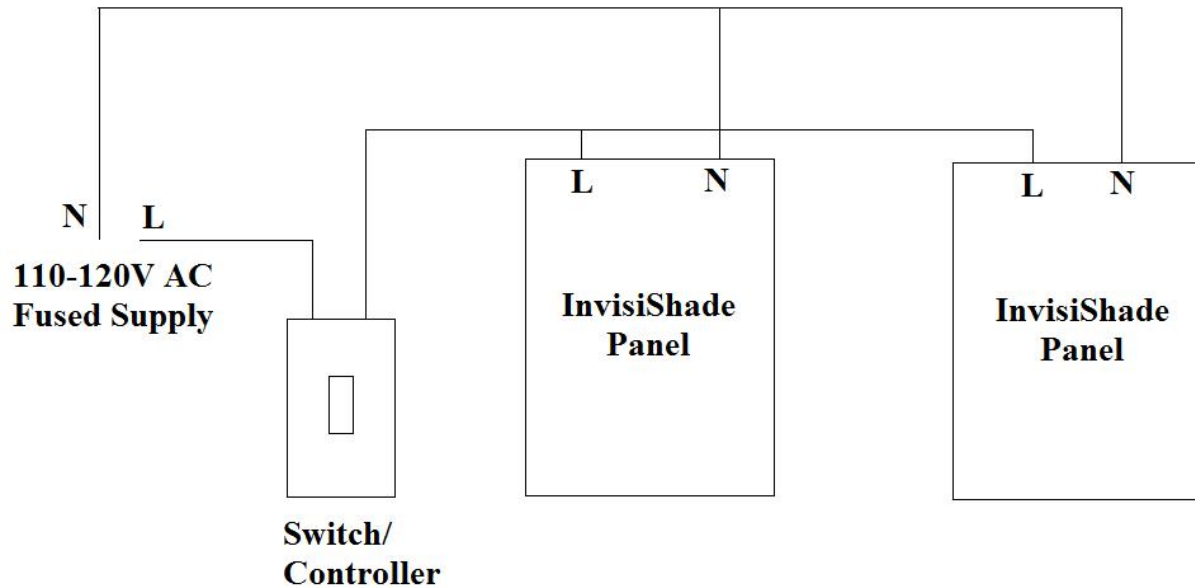 N L
110-120V AC
Fused Supply
Switch/
Controller
L N
InvisiShade
Panel
L N
InvisiShade
Panel